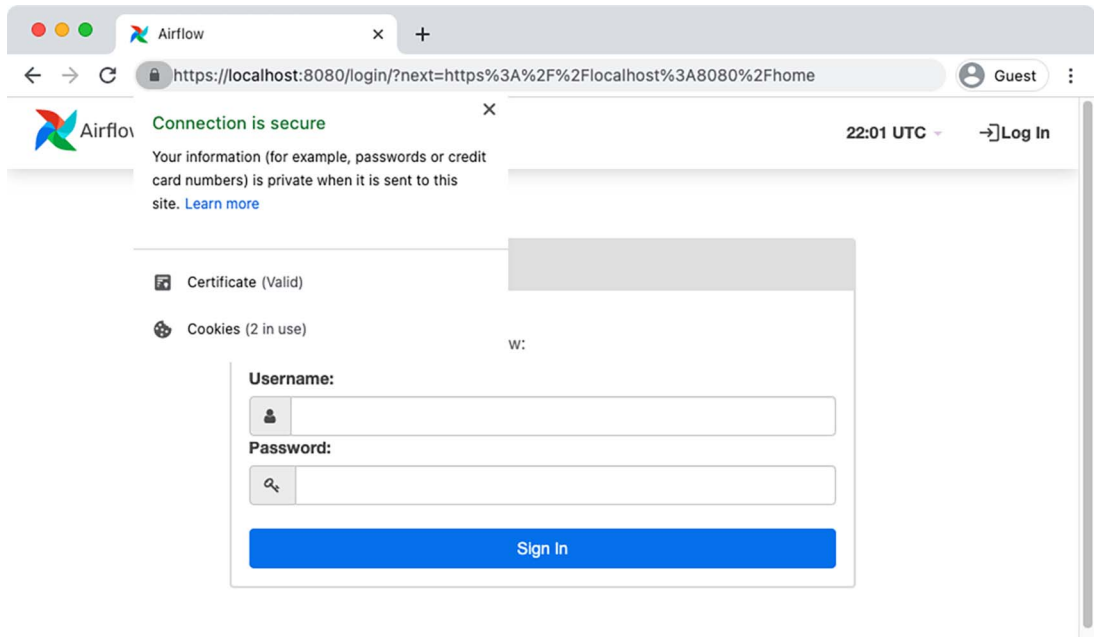 Airflow
https://localhost:8080/login/?next=https%3A%2F%2Flocalhost%3A8080%2Fhome
Guest
Connection is secure
22:01 UTC
Log In
Your information (for example, passwords or credit
card numbers) is private when it is sent to this
site. Learn more
Certificate (Valid)
Cookies (2 in use)
w:
Username:
Password:
Sign In